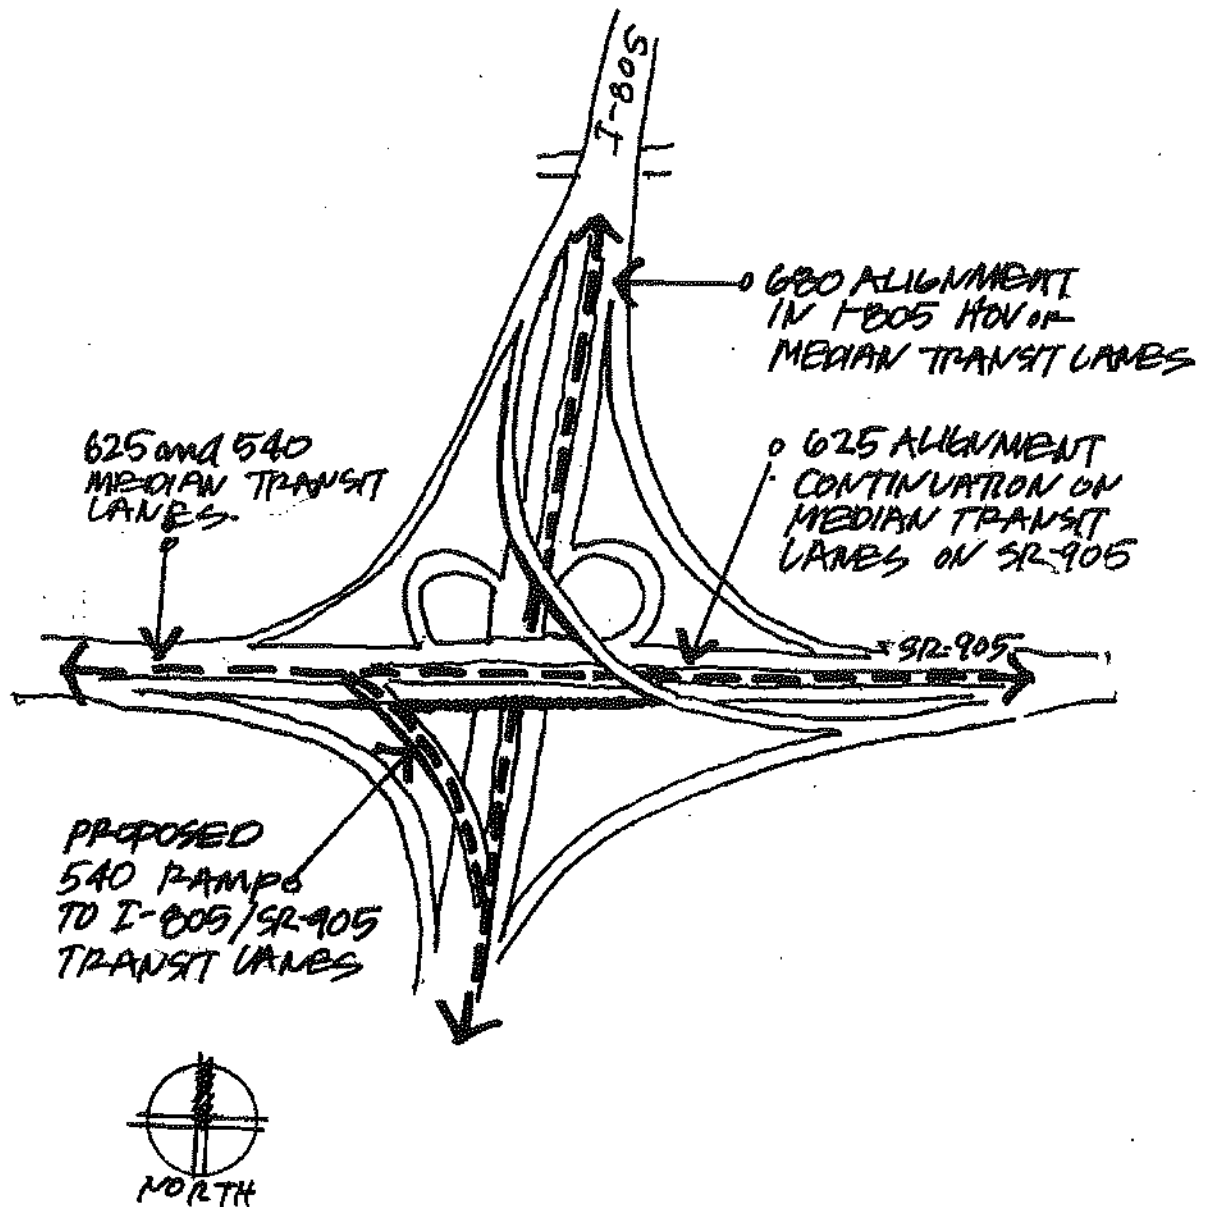 I-805
680 ALIGNMENT
IN I-805 HOV or
MEDIAN TRANSIT LANES
625 and 540
MEDIAN TRANSIT
LANES.
625 ALIGNMENT
CONTINUATION ON
MEDIAN TRANSIT
LANES ON SR-905
SR-905
PROPOSED
540 RAMP
TO I-805/SR-905
TRANSIT LANES
NORTH